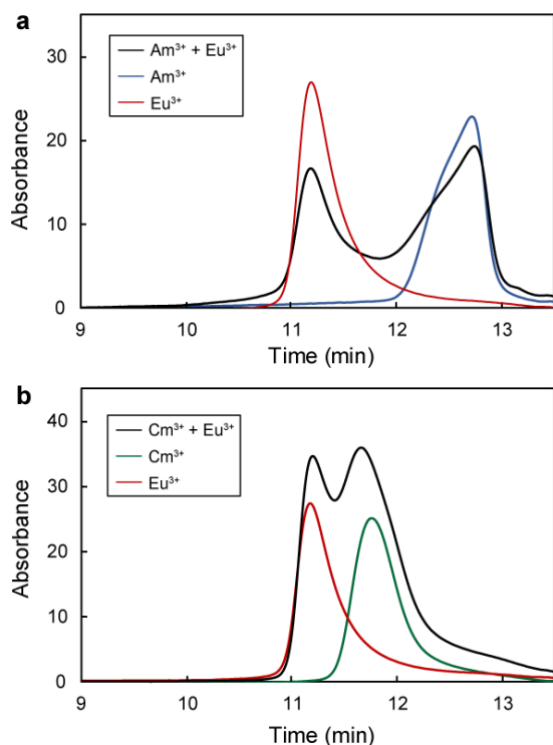 a
Am³⁺ + Eu³⁺
Am³⁺
Eu³⁺
30
20
10
0
Absorbance
9 10 11 12 13
Time (min)
b
Cm³⁺ + Eu³⁺
Cm³⁺
Eu³⁺
40
30
20
10
0
Absorbance
9 10 11 12 13
Time (min)